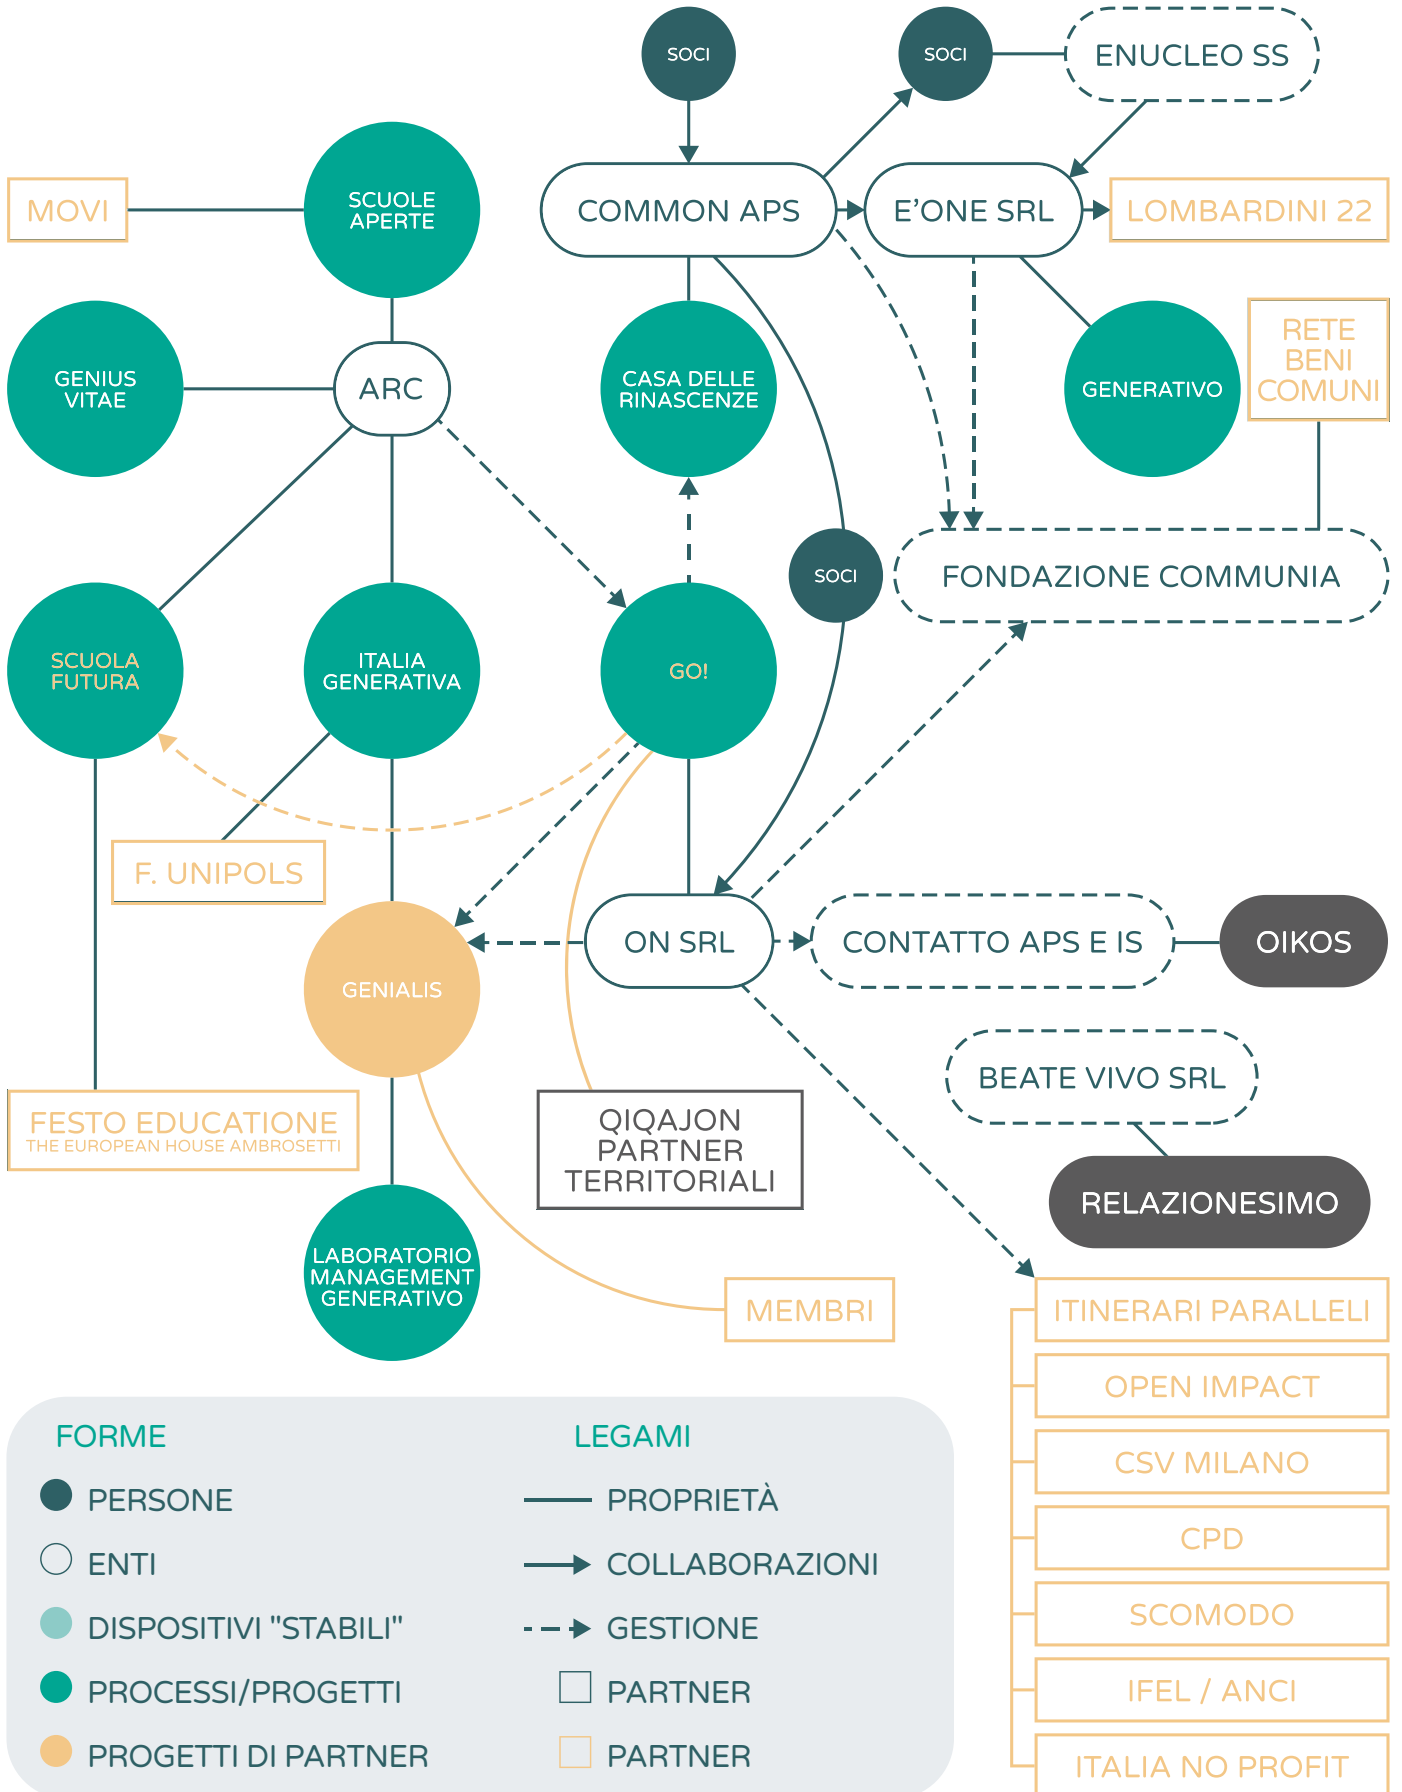 SOCI
SOCI
ENUCLEO SS
MOVI
SCUOLE
APERTE
COMMON APS
E'ONE SRL
LOMBARDINI 22
GENIUS
VITAE
ARC
CASA DELLE
RINASCENZE
GENERATIVO
RETE
BENI
COMUNI
SOCI
FONDAZIONE COMMUNIA
SCUOLA
FUTURA
ITALIA
GENERATIVA
GO!
F. UNIPOLS
GENIALIS
ON SRL
CONTATTO APS E IS
OIKOS
BEATE VIVO SRL
FESTO EDUCATIONE
THE EUROPEAN HOUSE AMBROSETTI
QIQAJON
PARTNER
TERRITORIALI
RELAZIONESIMO
LABORATORIO
MANAGEMENT
GENERATIVO
MEMBRI
ITINERARI PARALLELI
OPEN IMPACT
CSV MILANO
CPD
SCOMODO
IFEL / ANCI
ITALIA NO PROFIT
FORME
PERSONE
ENTI
DISPOSITIVI "STABILI"
PROCESSI/PROGETTI
PROGETTI DI PARTNER
LEGAMI
PROPRIETÀ
COLLABORAZIONI
GESTIONE
PARTNER
PARTNER